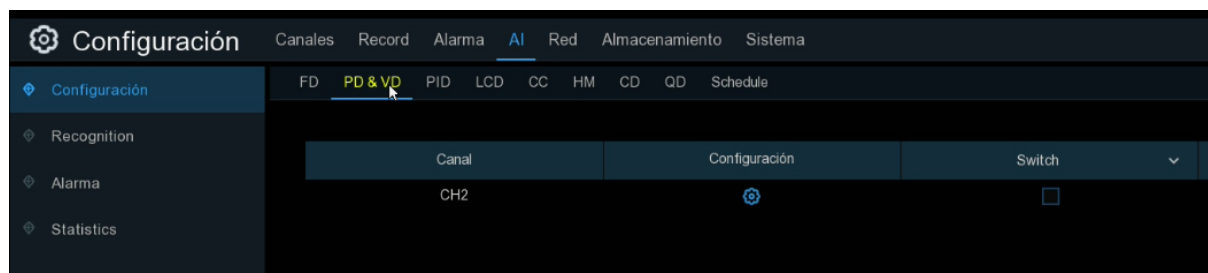 Configuración Canales Record Alarma AI Red Almacenamiento Sistema
Configuración FD PD & VD PID LCD CC HM CD QD Schedule
Recognition
Canal Configuración Switch
Alarma
CH2
Statistics